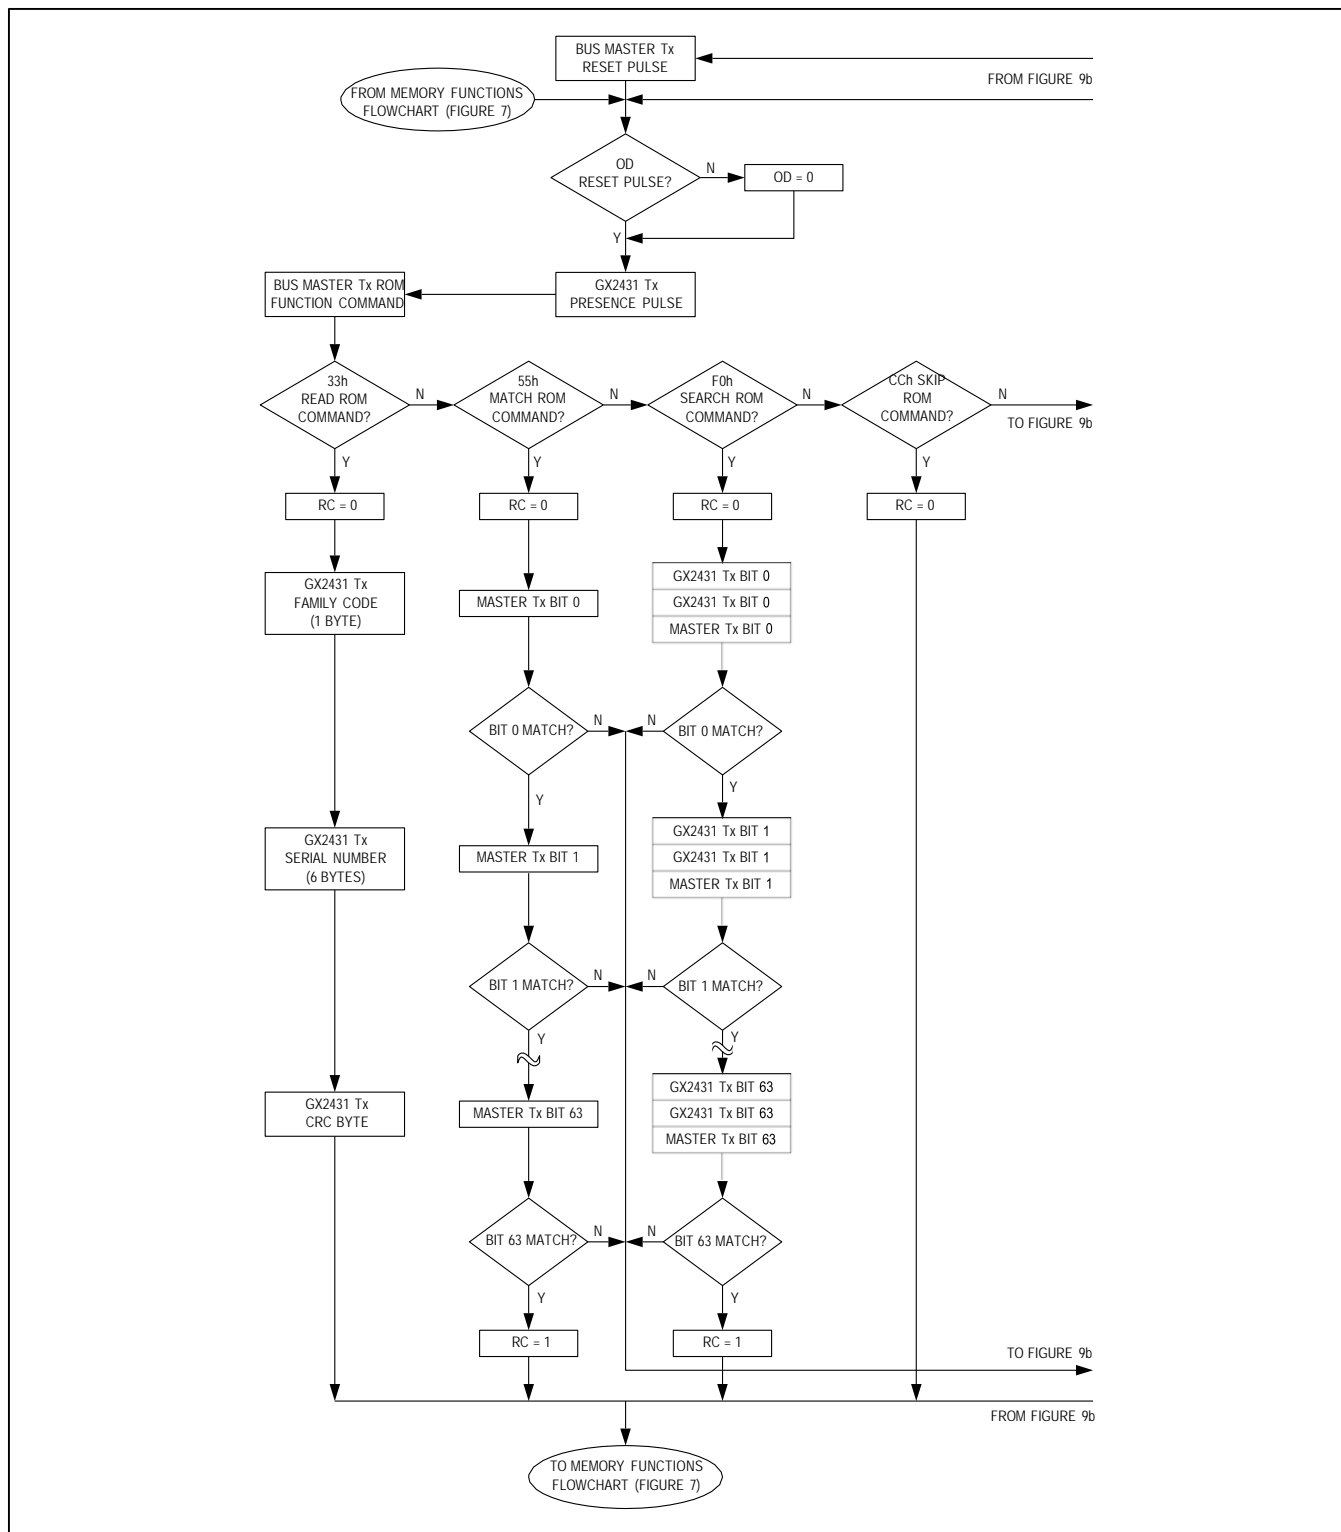 BUS MASTER Tx
RESET PULSE
FROM FIGURE 9b
FROM MEMORY FUNCTIONS
FLOWCHART (FIGURE 7)
OD
RESET PULSE?
N
OD = 0
Y
BUS MASTER Tx ROM
FUNCTION COMMAND
GX2431 Tx
PRESENCE PULSE
33h
READ ROM
COMMAND?
N
55h
MATCH ROM
COMMAND?
N
F0h
SEARCH ROM
COMMAND?
N
CCh SKIP
ROM
COMMAND?
N
TO FIGURE 9b
Y
Y
Y
Y
RC = 0
RC = 0
RC = 0
RC = 0
GX2431 Tx
FAMILY CODE
(1 BYTE)
MASTER Tx BIT 0
GX2431 Tx BIT 0
GX2431 Tx BIT 0
MASTER Tx BIT 0
BIT 0 MATCH?
N
N
BIT 0 MATCH?
Y
Y
GX2431 Tx
SERIAL NUMBER
(6 BYTES)
MASTER Tx BIT 1
GX2431 Tx BIT 1
GX2431 Tx BIT 1
MASTER Tx BIT 1
BIT 1 MATCH?
N
N
BIT 1 MATCH?
Y
Y
GX2431 Tx
CRC BYTE
MASTER Tx BIT 63
GX2431 Tx BIT 63
GX2431 Tx BIT 63
MASTER Tx BIT 63
BIT 63 MATCH?
N
N
BIT 63 MATCH?
Y
Y
RC = 1
RC = 1
TO FIGURE 9b
FROM FIGURE 9b
TO MEMORY FUNCTIONS
FLOWCHART (FIGURE 7)